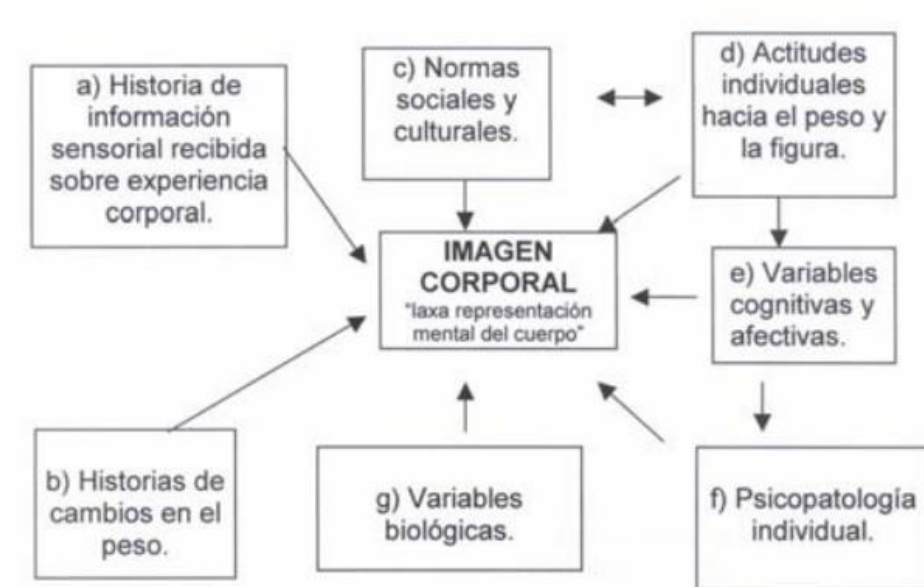 a) Historia de
información
sensorial recibida
sobre experiencia
corporal.
c) Normas
sociales y
culturales.
d) Actitudes
individuales
hacia el peso y
la figura.
IMAGEN
CORPORAL
"laxa representación
mental del cuerpo"
e) Variables
cognitivas y
afectivas.
b) Historias de
cambios en el
peso.
g) Variables
biológicas.
f) Psicopatología
individual.